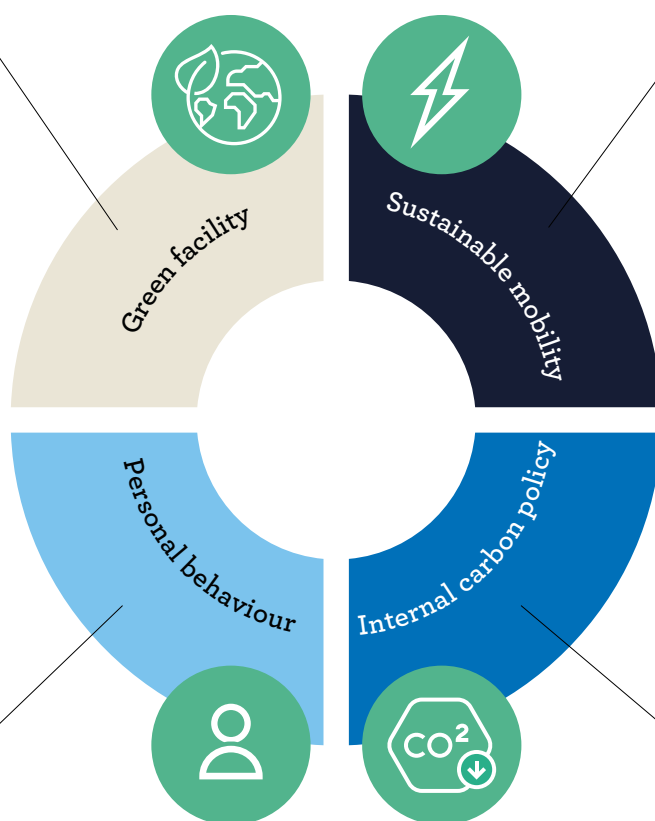 Green facility
Sustainable mobility
Personal behaviour
Internal carbon policy
CO²